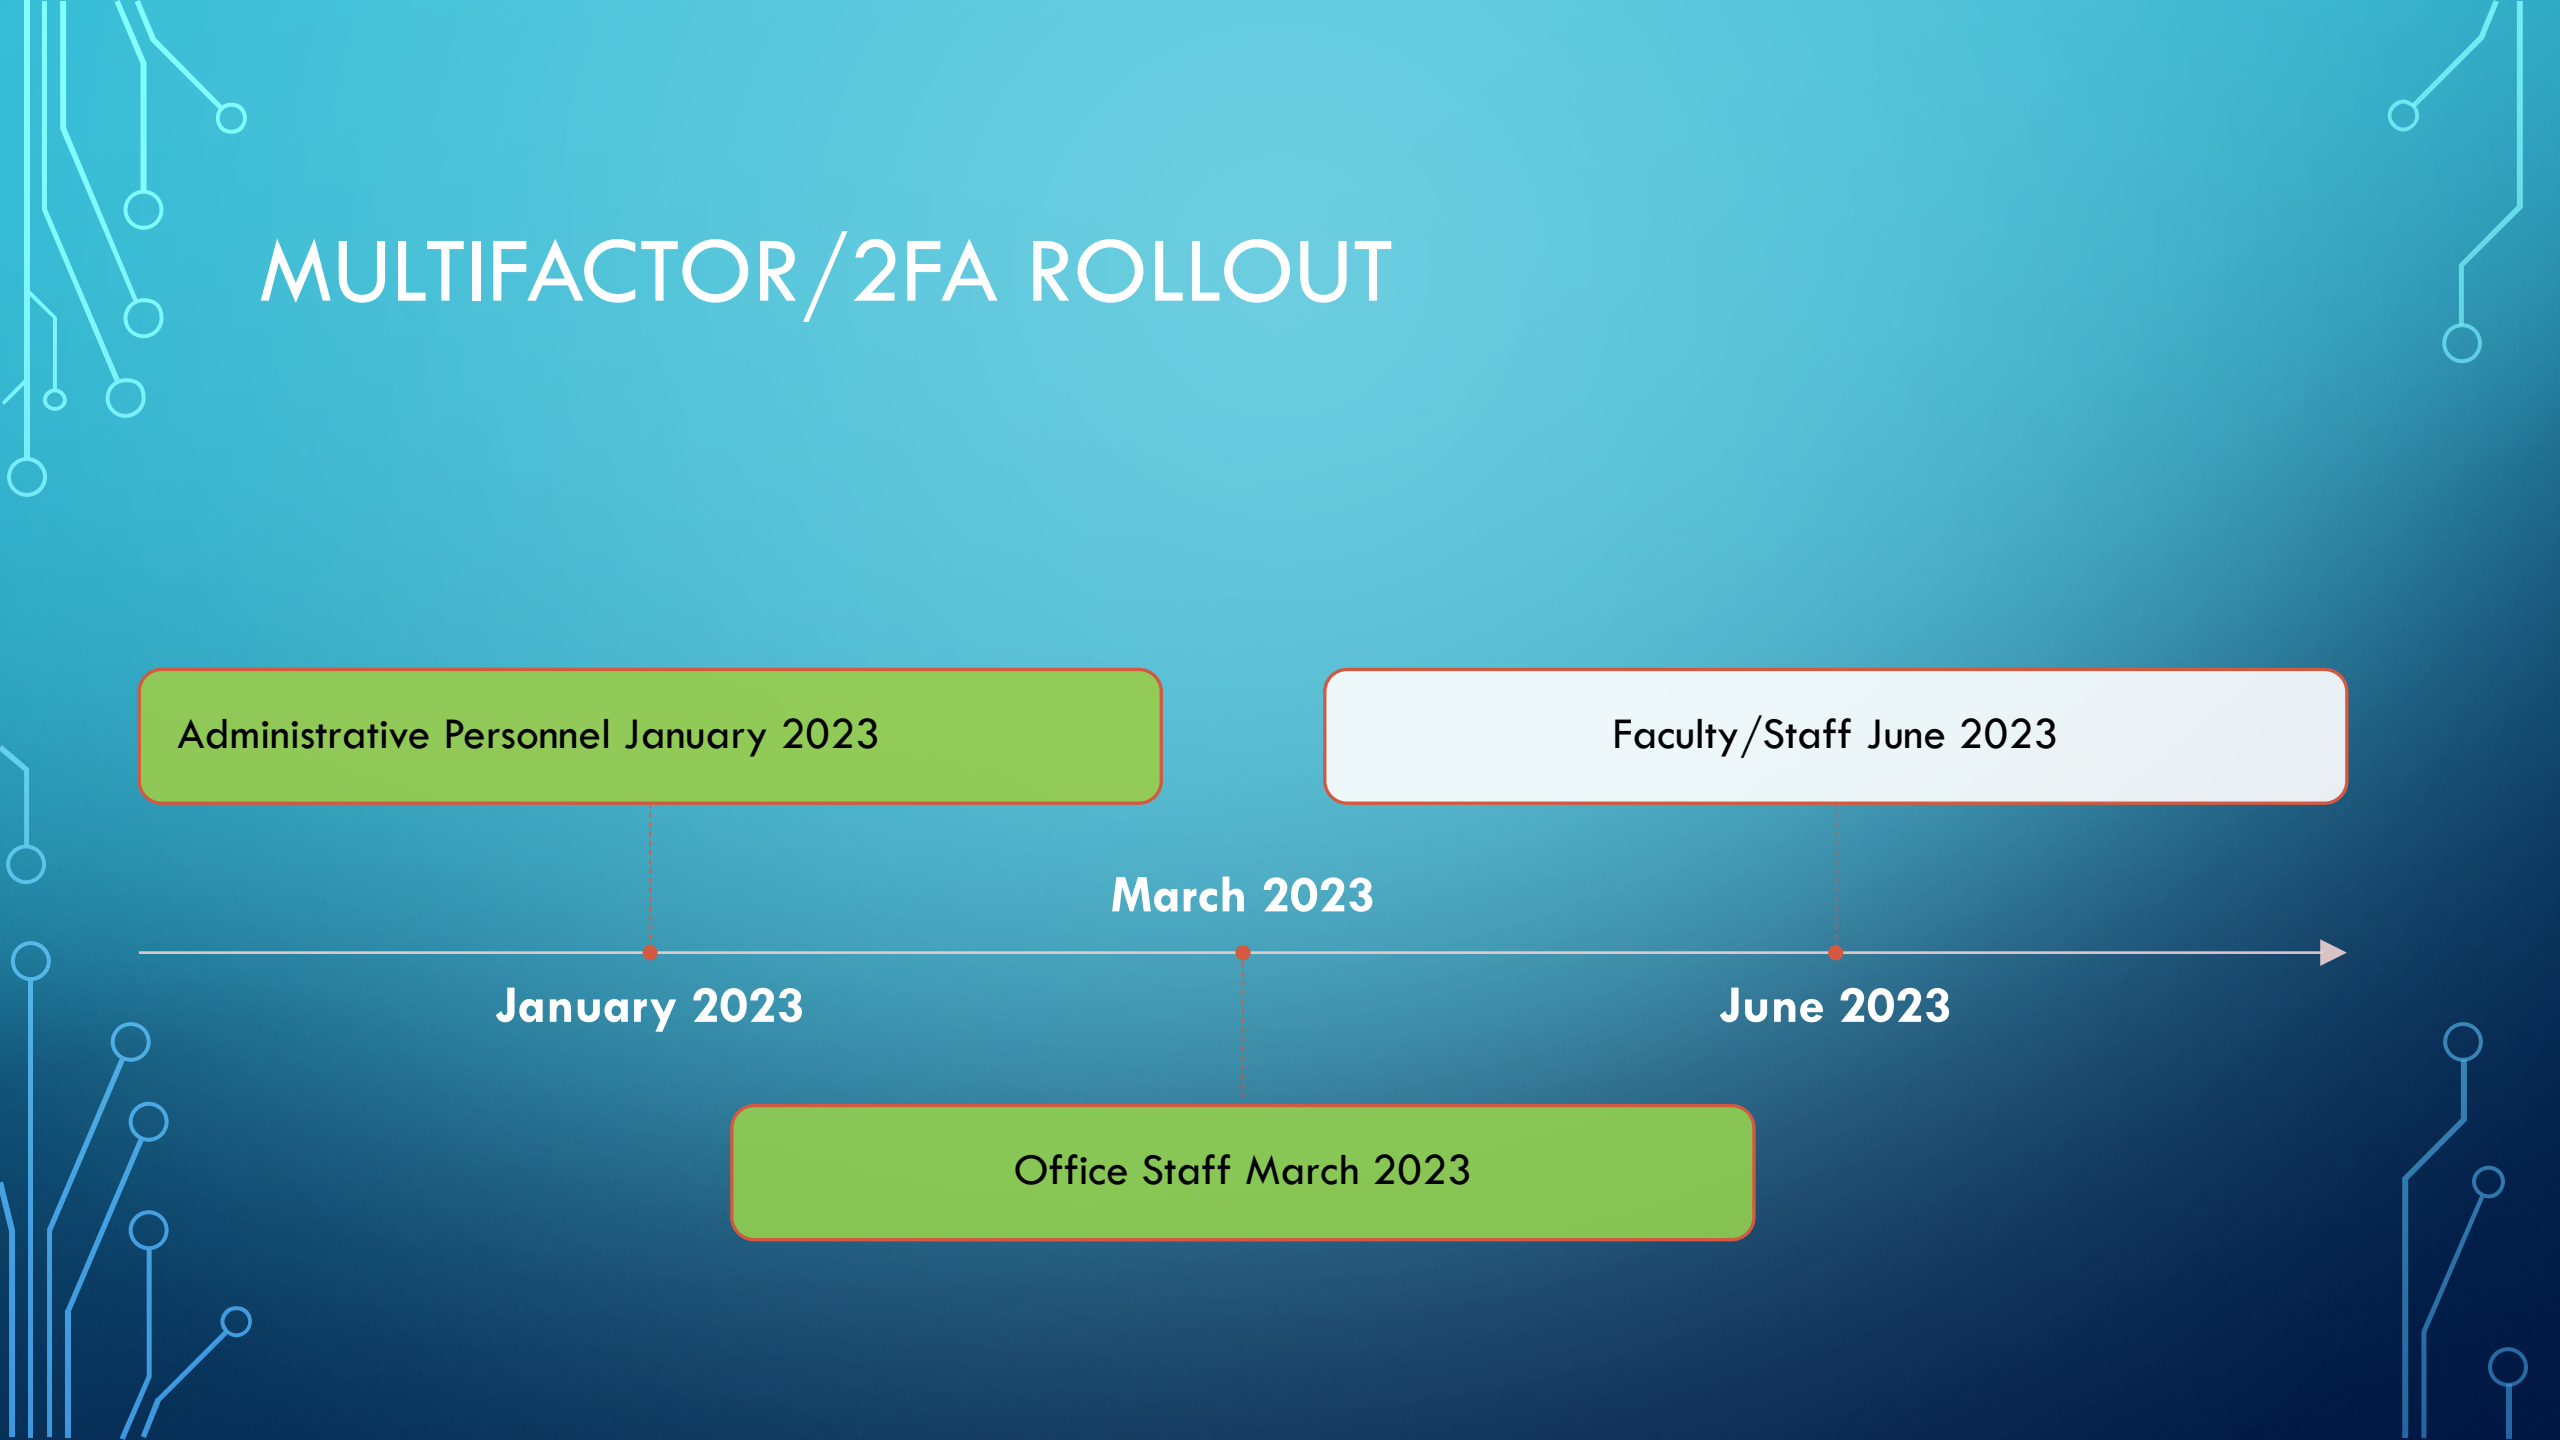 MULTIFACTOR/2FA ROLLOUT
Administrative Personnel January 2023
Faculty/Staff June 2023
March 2023
January 2023
June 2023
Office Staff March 2023